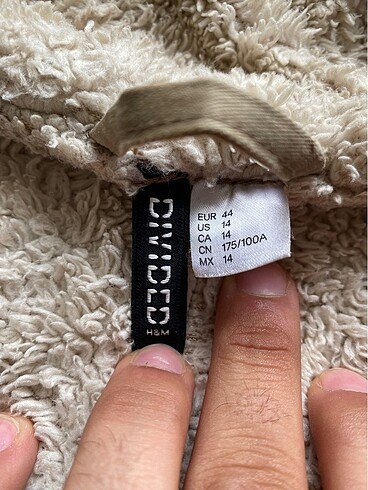 DIVIDED
H&M
EUR 44
US 14
CA 14
CN 175/100A
MX 14